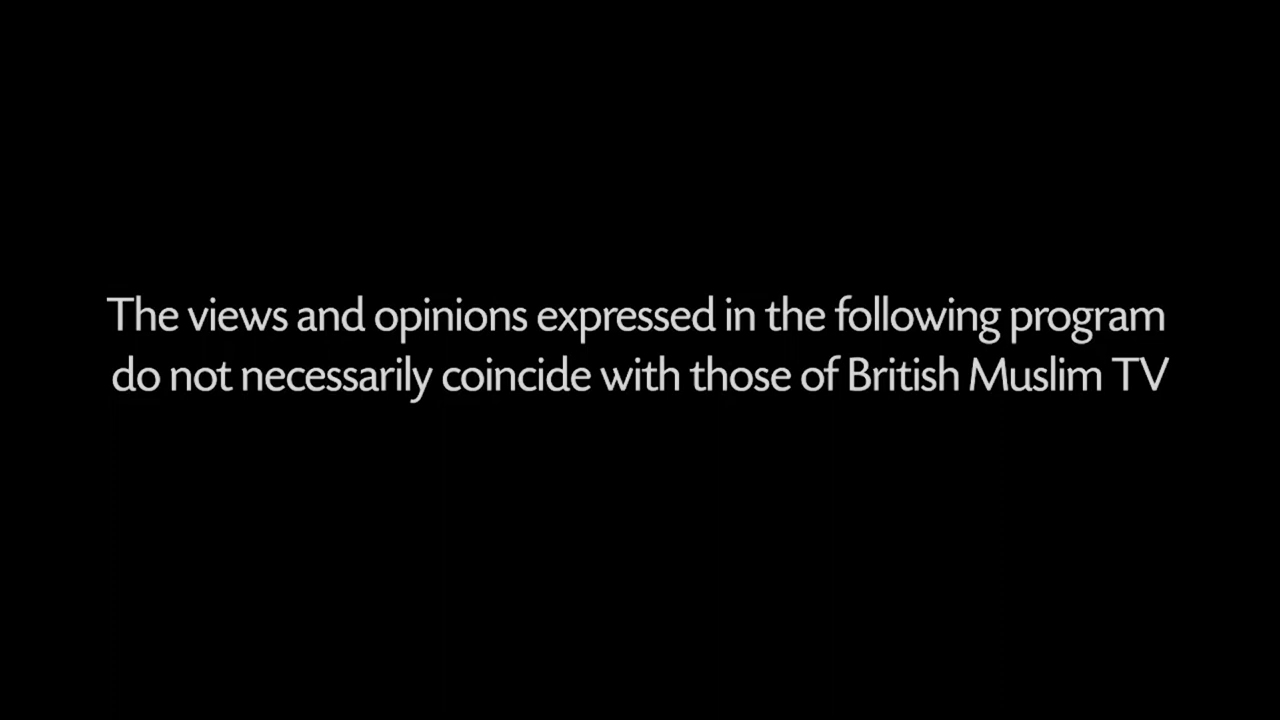 The views and opinions expressed in the following program
do not necessarily coincide with those of British Muslim TV